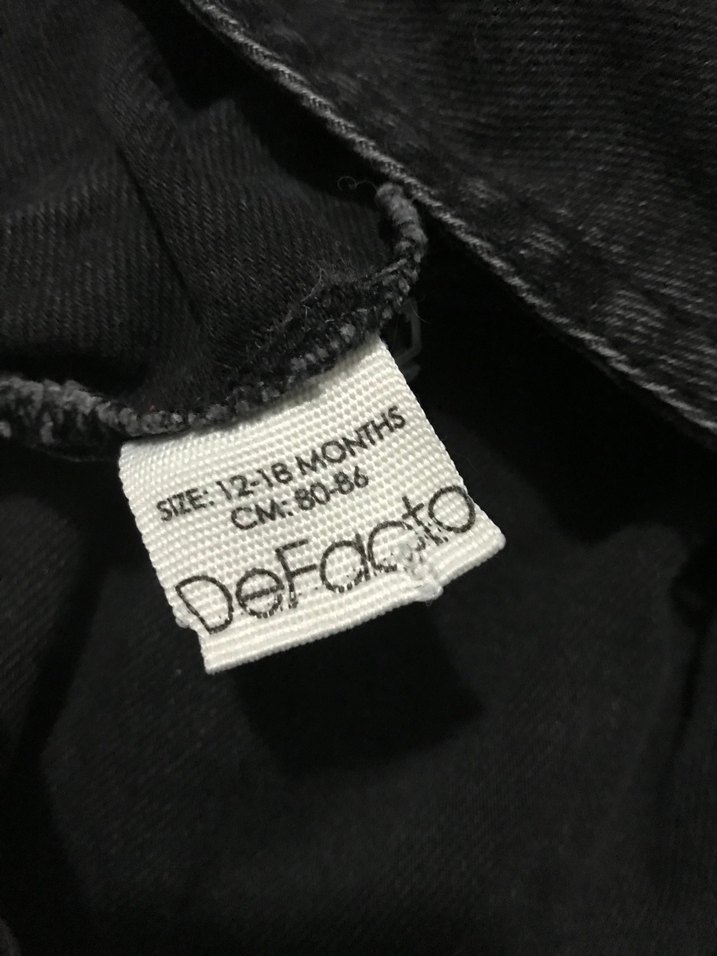 SIZE: 12-18 MONTHS
CM: 80-86
DeFacto